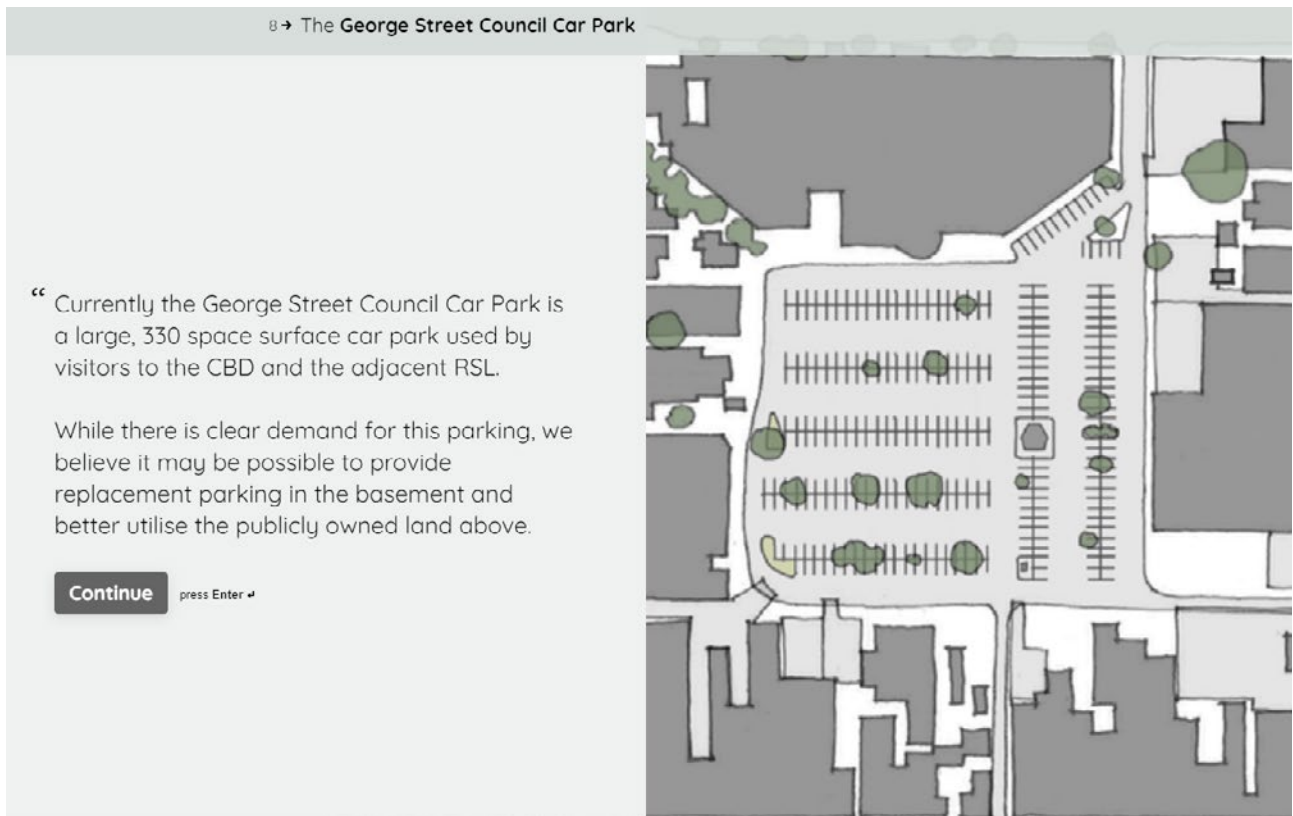 8→ The George Street Council Car Park
“ Currently the George Street Council Car Park is
a large, 330 space surface car park used by
visitors to the CBD and the adjacent RSL.
While there is clear demand for this parking, we
believe it may be possible to provide
replacement parking in the basement and
better utilise the publicly owned land above.
Continue press Enter ↵